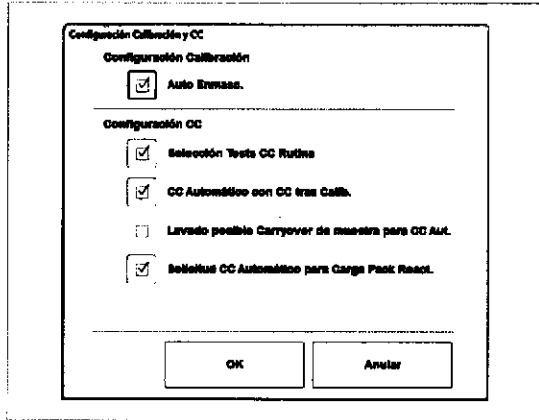 Configuración Calibración y CC
Configuración Calibración
Auto Enmasc.
Configuración CC
Selección Tests CC Rutina
CC Automático con CC tras Calib.
Lavado posible Carryover de muestra para CC Aut.
Solicitud CC Automático para Carga Pack React.
OK
Anular